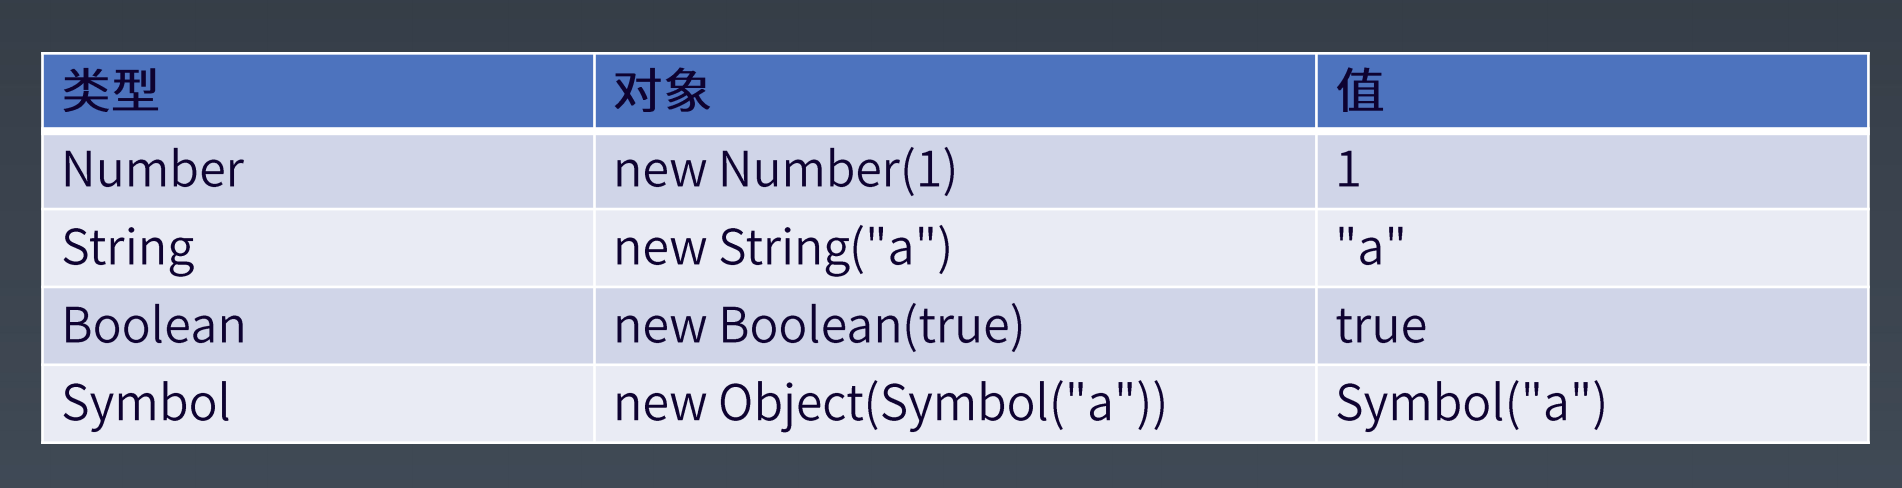 类型 对象 值
Number new Number(1) 1
String new String("a") "a"
Boolean new Boolean(true) true
Symbol new Object(Symbol("a")) Symbol("a")